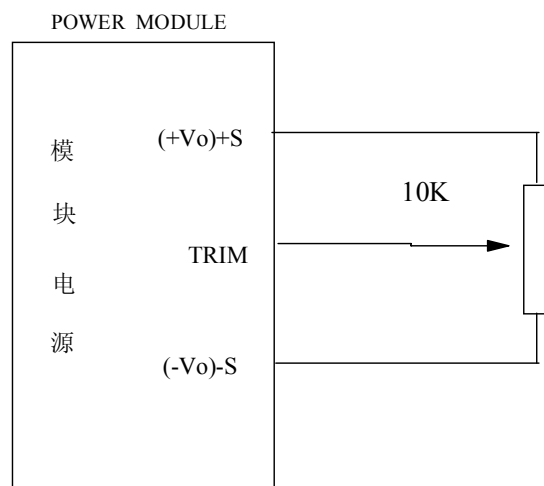 POWER MODULE
模
块
电
源
(+Vo)+S
10K
TRIM
(-Vo)-S